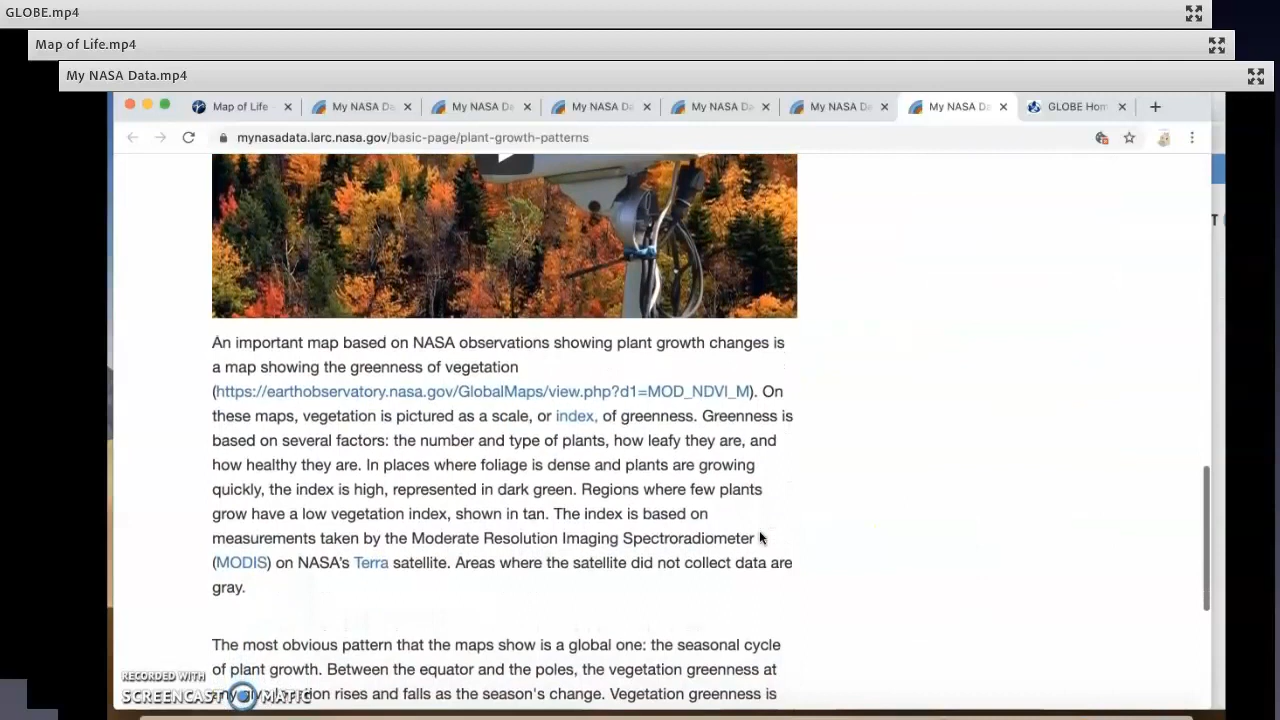 GLOBE.mp4
Map of Life.mp4
My NASA Data.mp4
Map of Life
My NASA Da
My NASA Da
My NASA Da
My NASA Da
My NASA Da
My NASA Da
GLOBE Hom
mynasadata.larc.nasa.gov/basic-page/plant-growth-patterns
An important map based on NASA observations showing plant growth changes is
a map showing the greenness of vegetation
(https://earthobservatory.nasa.gov/GlobalMaps/view.php?d1=MOD_NDVI_M). On
these maps, vegetation is pictured as a scale, or index, of greenness. Greenness is
based on several factors: the number and type of plants, how leafy they are, and
how healthy they are. In places where foliage is dense and plants are growing
quickly, the index is high, represented in dark green. Regions where few plants
grow have a low vegetation index, shown in tan. The index is based on
measurements taken by the Moderate Resolution Imaging Spectroradiometer
(MODIS) on NASA's Terra satellite. Areas where the satellite did not collect data are
gray.
The most obvious pattern that the maps show is a global one: the seasonal cycle
of plant growth. Between the equator and the poles, the vegetation greenness at
rises and falls as the season's change. Vegetation greenness is
RECORDED WITH
SCREENCAST MATIC